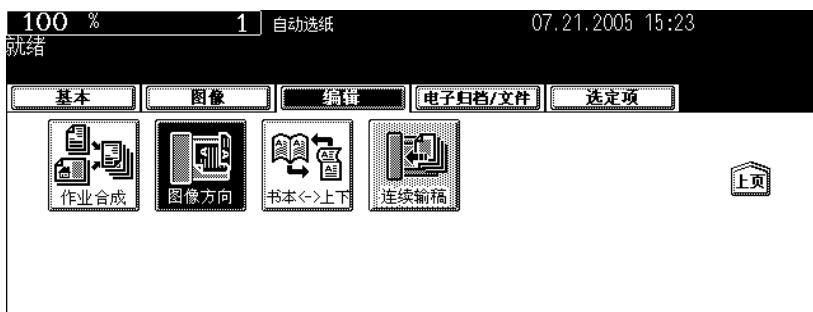 100 % 1 自动选纸 07.21.2005 15:23
就绪
基本 图像 编辑 电子归档/文件 选定项
作业合成 图像方向 书本<->上下 连续输稿
上页